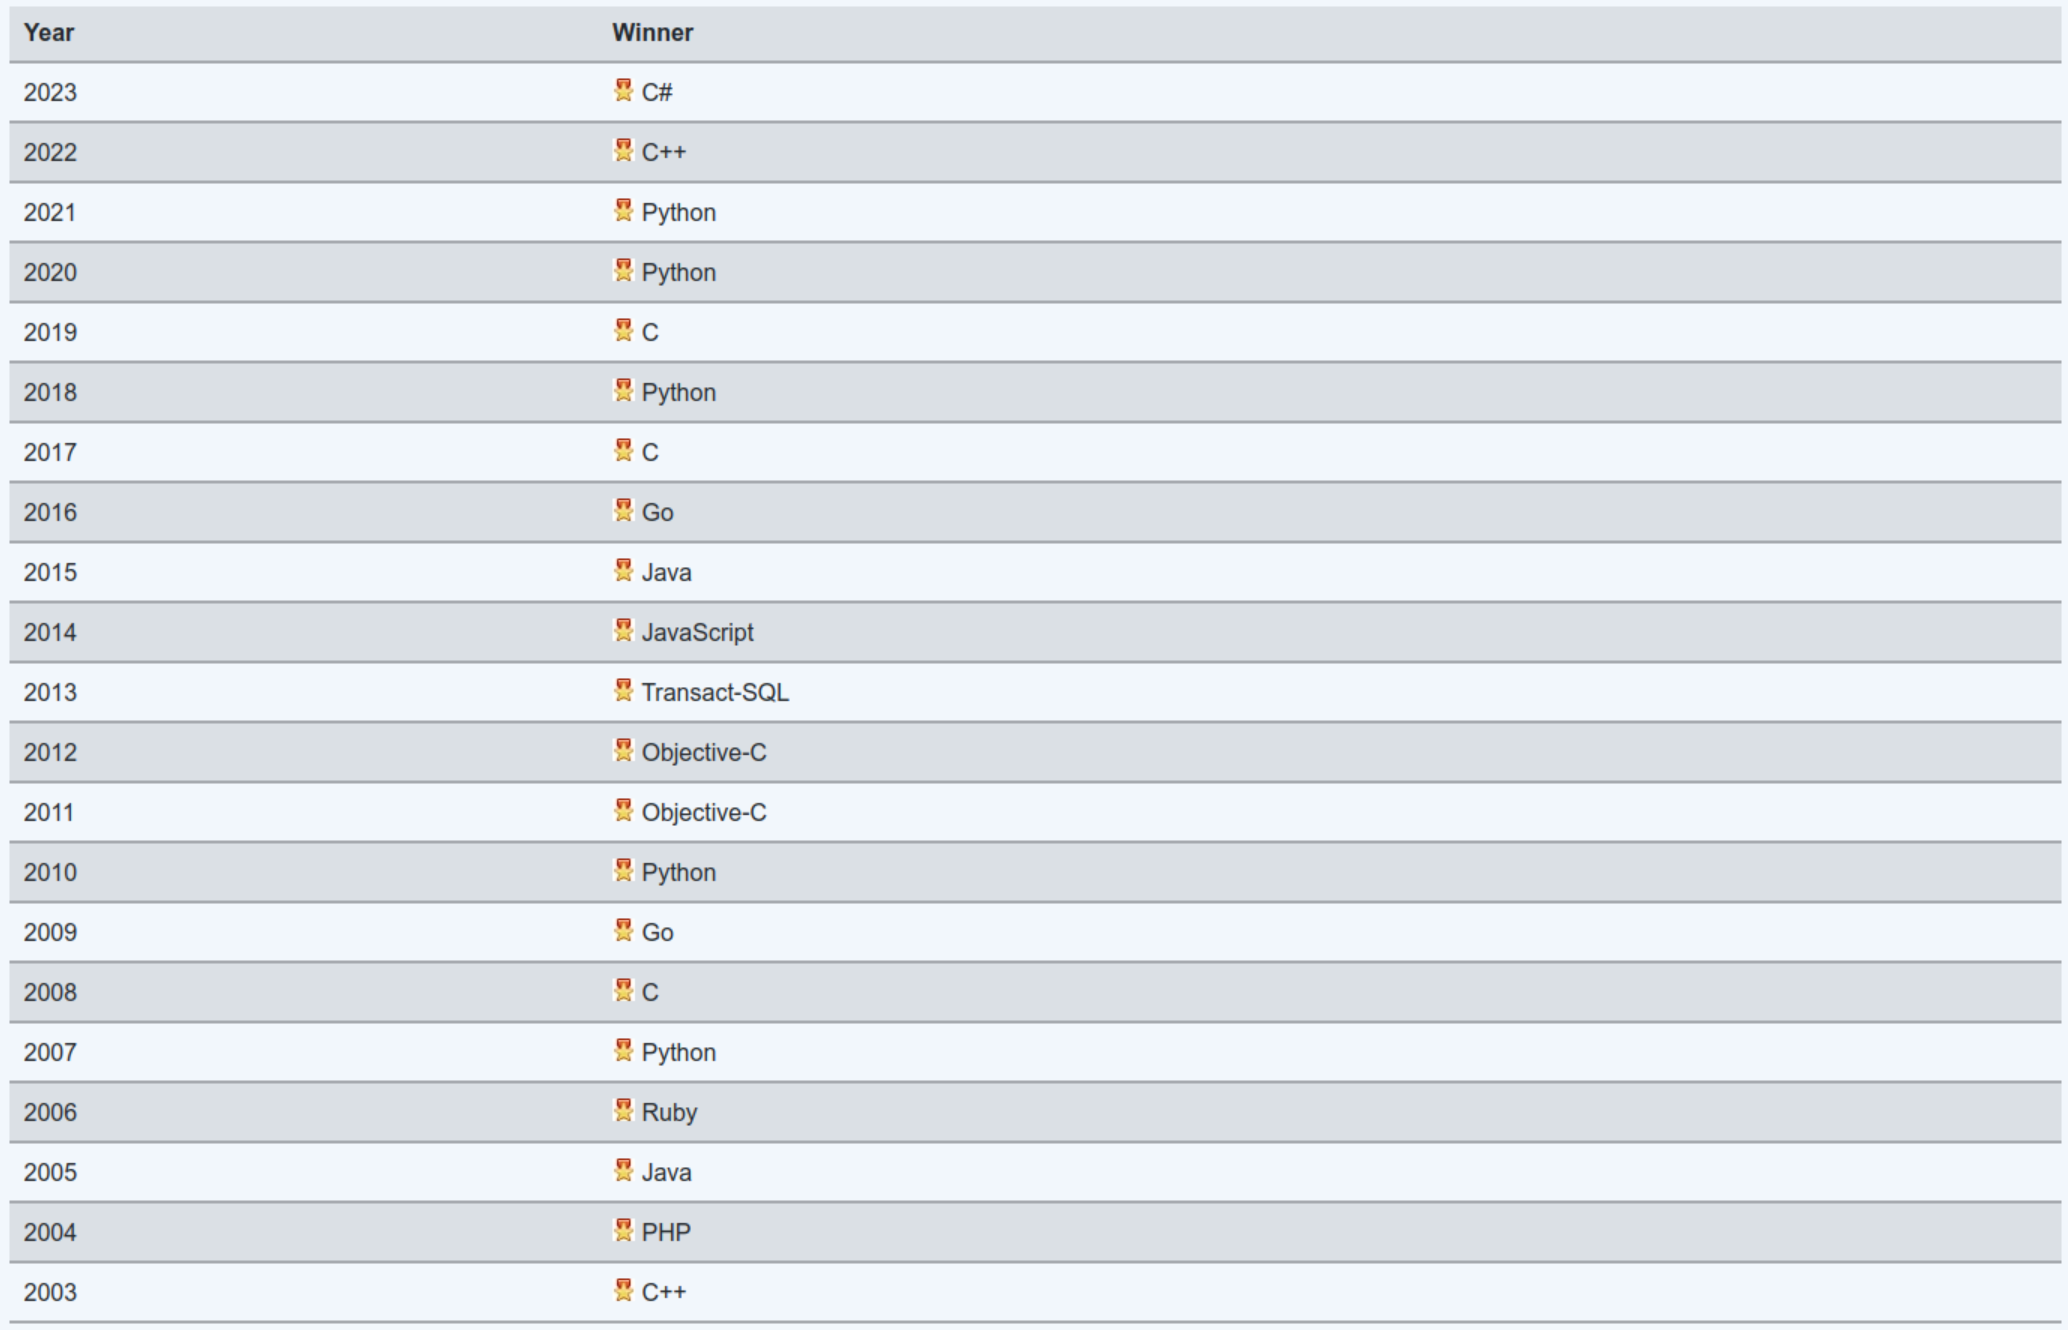 Year Winner
2023 C#
2022 C++
2021 Python
2020 Python
2019 C
2018 Python
2017 C
2016 Go
2015 Java
2014 JavaScript
2013 Transact-SQL
2012 Objective-C
2011 Objective-C
2010 Python
2009 Go
2008 C
2007 Python
2006 Ruby
2005 Java
2004 PHP
2003 C++